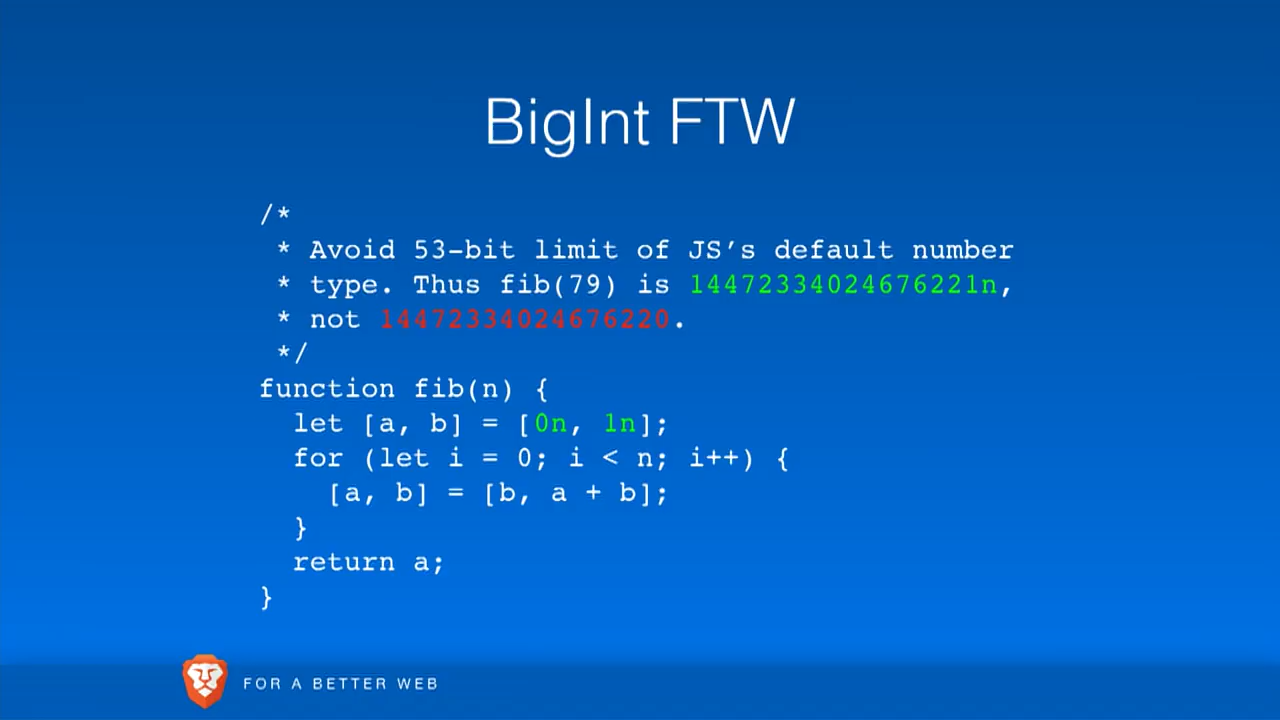 BigInt FTW
/*
 * Avoid 53-bit limit of JS’s default number
 * type. Thus fib(79) is 14472334024676221n,
 * not 14472334024676220.
 */
function fib(n) {
  let [a, b] = [0n, 1n];
  for (let i = 0; i < n; i++) {
    [a, b] = [b, a + b];
  }
  return a;
}
FOR A BETTER WEB